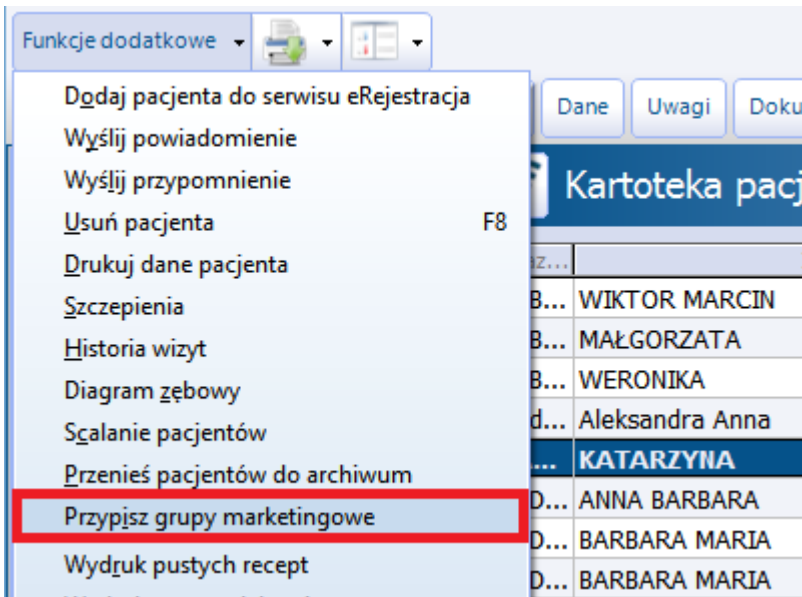 Funkcje dodatkowe
Dodaj pacjenta do serwisu eRejestracja
Wyślij powiadomienie
Wyślij przypomnienie
Usuń pacjenta F8
Drukuj dane pacjenta
Szczepienia
Historia wizyt
Diagram zębowy
Scalanie pacjentów
Przenieś pacjentów do archiwum
Przypisz grupy marketingowe
Wydruk pustych recept
Dane Uwagi Doku
Kartoteka pacj
az...
B... WIKTOR MARCIN
B... MAŁGORZATA
B... WERONIKA
d... Aleksandra Anna
... KATARZYNA
D... ANNA BARBARA
D... BARBARA MARIA
D... BARBARA MARIA